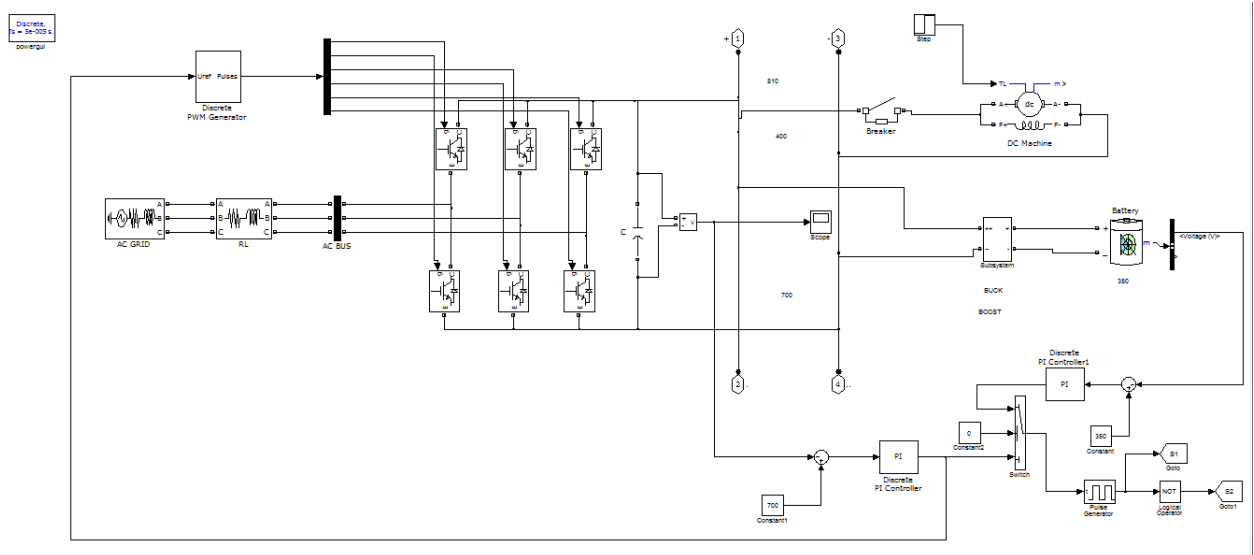 Discrete,
Ts = 5e-005 s.
powergui
Uref Pulses
Discrete
PWM Generator
g C
E
g C
E
g C
E
A
B
C
AC GRID
A
B
C
A
B
C
RL
AC BUS
g C
E
g C
E
g C
E
C
+
-
v
Scope
+
1
-
3
810
400
700
2
.
4
..
Breaker
Step
TL
m
A+
dc
A-
F+
F-
DC Machine
++
+
--
-
Subsystem
BUCK
BOOST
Battery
+
_
m
<Voltage (V)>
350
Discrete
PI Controller1
PI
350
Constant
0
Constant2
Switch
PI
Discrete
PI Controller
700
Constant1
t
Pulse
Generator
NOT
Logical
Operator
S1
Goto
S2
Goto1